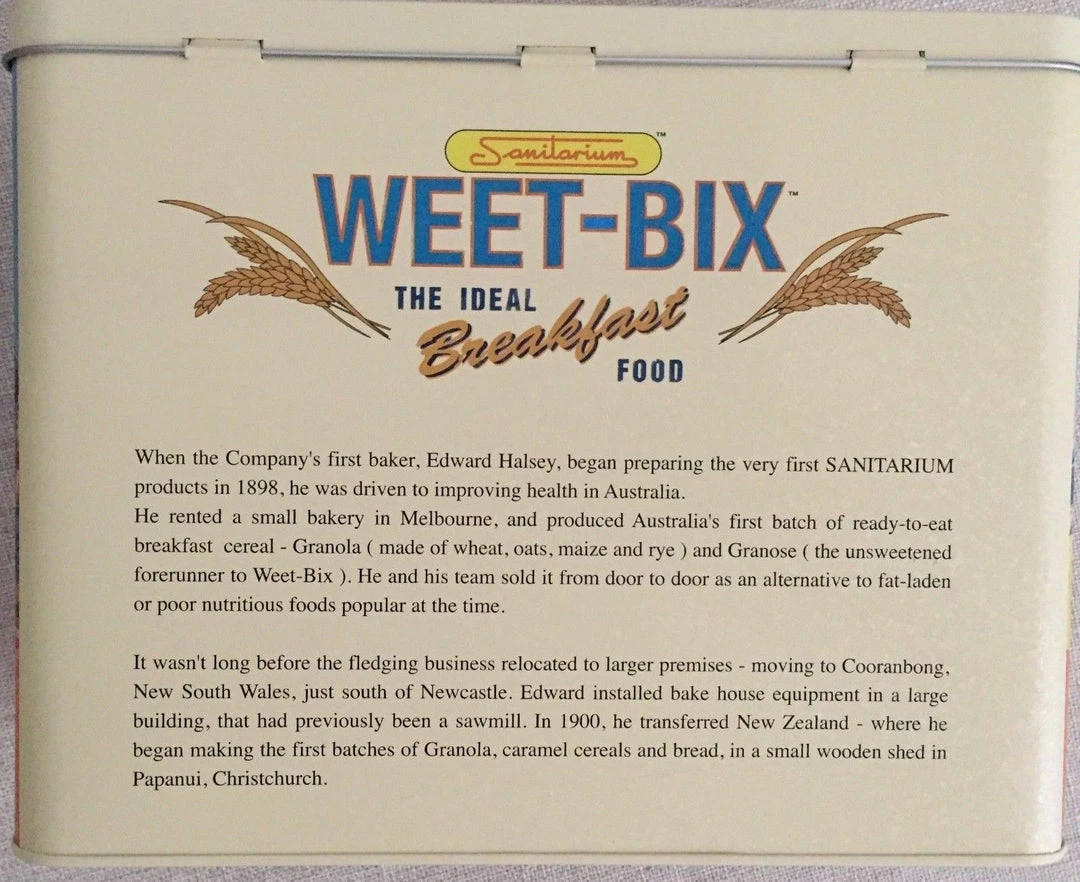 Sanitarium™
WEET-BIX™
THE IDEAL
Breakfast
FOOD
When the Company's first baker, Edward Halsey, began preparing the very first SANITARIUM
products in 1898, he was driven to improving health in Australia.
He rented a small bakery in Melbourne, and produced Australia's first batch of ready-to-eat
breakfast cereal - Granola ( made of wheat, oats, maize and rye ) and Granose ( the unsweetened
forerunner to Weet-Bix ). He and his team sold it from door to door as an alternative to fat-laden
or poor nutritious foods popular at the time.
It wasn't long before the fledging business relocated to larger premises - moving to Cooranbong,
New South Wales, just south of Newcastle. Edward installed bake house equipment in a large
building, that had previously been a sawmill. In 1900, he transferred New Zealand - where he
began making the first batches of Granola, caramel cereals and bread, in a small wooden shed in
Papanui, Christchurch.